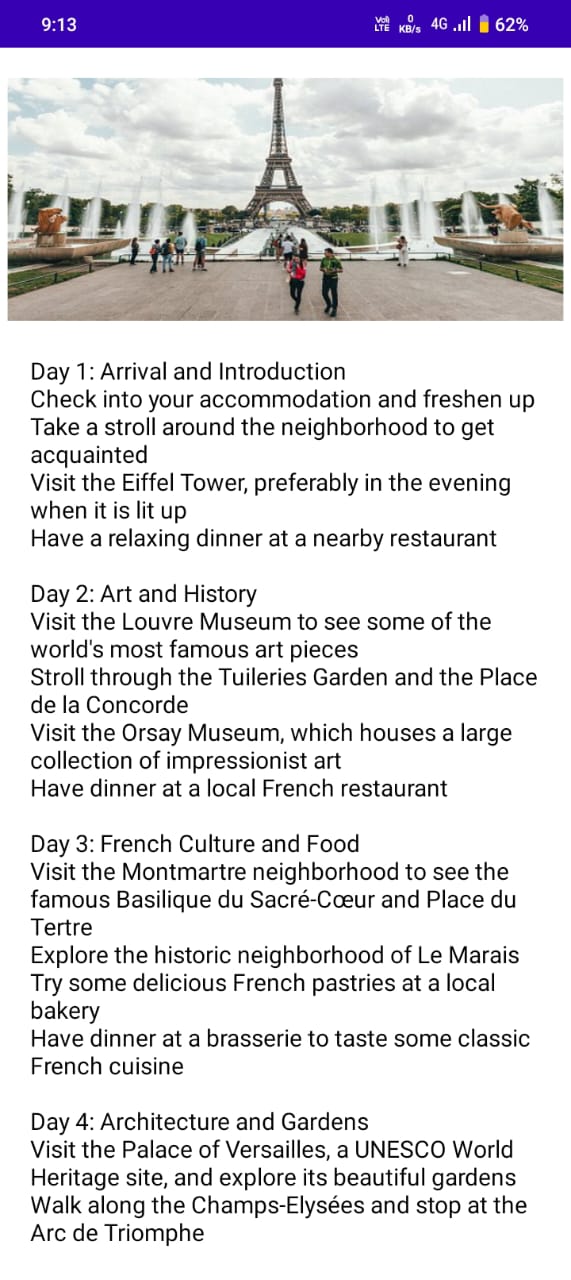 9:13
Vo)) LTE 0 KB/s 4G 62%
Day 1: Arrival and Introduction
Check into your accommodation and freshen up
Take a stroll around the neighborhood to get
acquainted
Visit the Eiffel Tower, preferably in the evening
when it is lit up
Have a relaxing dinner at a nearby restaurant
Day 2: Art and History
Visit the Louvre Museum to see some of the
world's most famous art pieces
Stroll through the Tuileries Garden and the Place
de la Concorde
Visit the Orsay Museum, which houses a large
collection of impressionist art
Have dinner at a local French restaurant
Day 3: French Culture and Food
Visit the Montmartre neighborhood to see the
famous Basilique du Sacré-Cœur and Place du
Tertre
Explore the historic neighborhood of Le Marais
Try some delicious French pastries at a local
bakery
Have dinner at a brasserie to taste some classic
French cuisine
Day 4: Architecture and Gardens
Visit the Palace of Versailles, a UNESCO World
Heritage site, and explore its beautiful gardens
Walk along the Champs-Elysées and stop at the
Arc de Triomphe